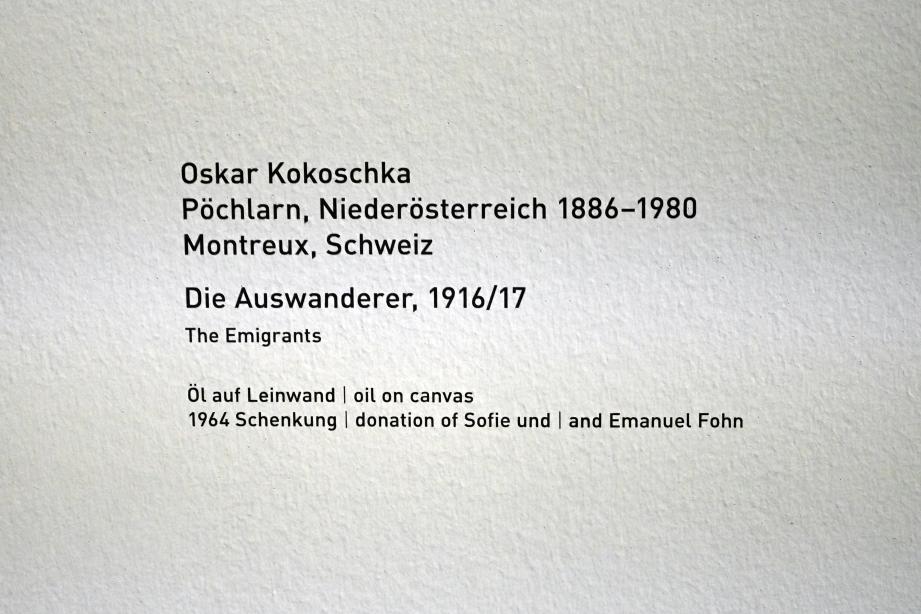 Oskar Kokoschka
Pöchlarn, Niederösterreich 1886–1980
Montreux, Schweiz
Die Auswanderer, 1916/17
The Emigrants
Öl auf Leinwand | oil on canvas
1964 Schenkung | donation of Sofie und | and Emanuel Fohn